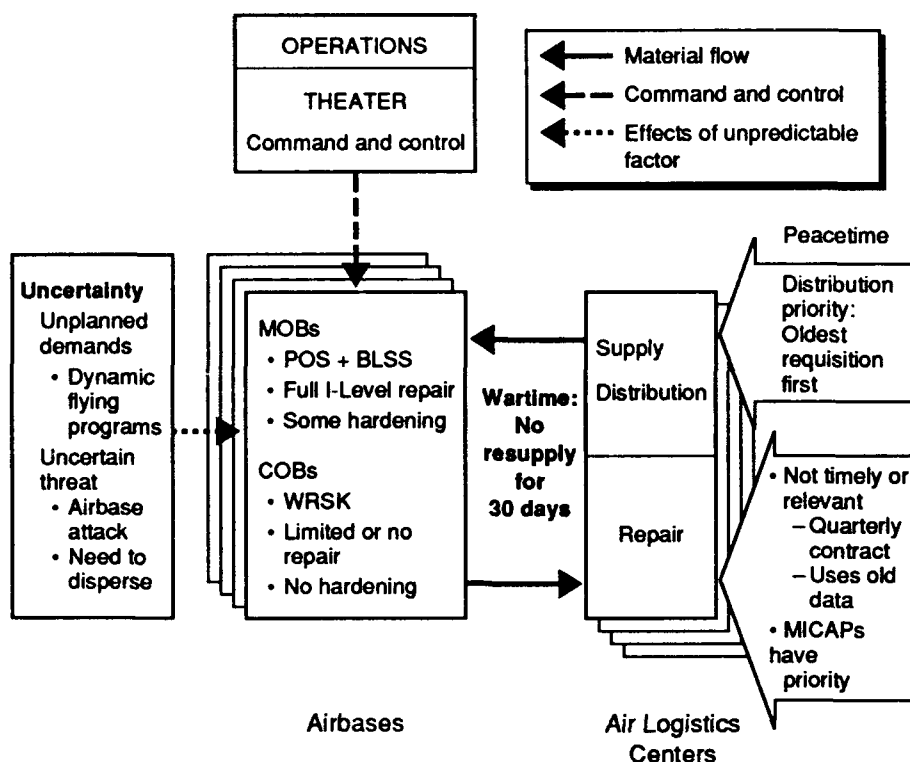 OPERATIONS
THEATER
Command and control
Material flow
Command and control
Effects of unpredictable
factor
Uncertainty
Unplanned
demands
• Dynamic
flying
programs
Uncertain
threat
• Airbase
attack
• Need to
disperse
MOBs
• POS + BLSS
• Full I-Level repair
• Some hardening
COBs
• WRSK
• Limited or no
repair
• No hardening
Wartime:
No
resupply
for
30 days
Supply
Distribution
Repair
Peacetime
Distribution
priority:
Oldest
requisition
first
• Not timely or
relevant
– Quarterly
contract
– Uses old
data
• MICAPs
have
priority
Airbases
Air Logistics
Centers